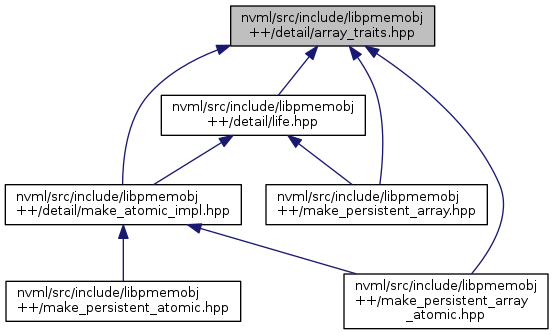 nvml/src/include/libpmemobj
++/detail/array_traits.hpp
nvml/src/include/libpmemobj
++/detail/life.hpp
nvml/src/include/libpmemobj
++/detail/make_atomic_impl.hpp
nvml/src/include/libpmemobj
++/make_persistent_array.hpp
nvml/src/include/libpmemobj
++/make_persistent_atomic.hpp
nvml/src/include/libpmemobj
++/make_persistent_array
_atomic.hpp